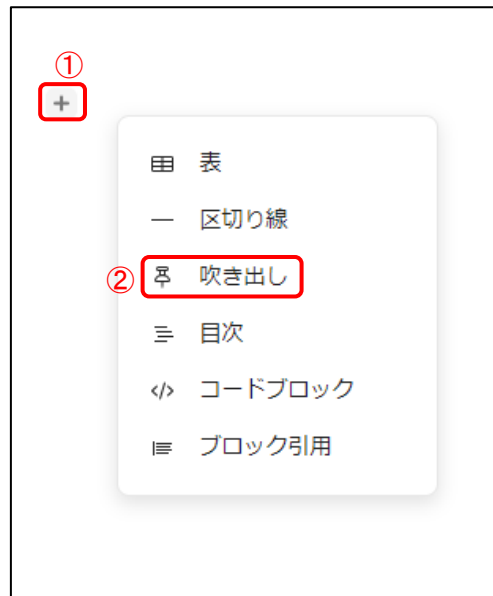 ①
+
表
区切り線
② 吹き出し
目次
</> コードブロック
ブロック引用